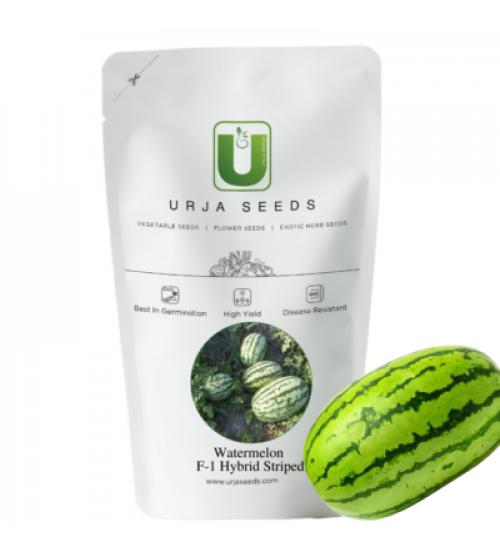 U
URJA SEEDS
VEGETABLE SEEDS | FLOWER SEEDS | EXOTIC HERB SEEDS
Best In Germination
High Yield
Disease Resistant
Watermelon
F-1 Hybrid Striped
www.urjaseeds.com